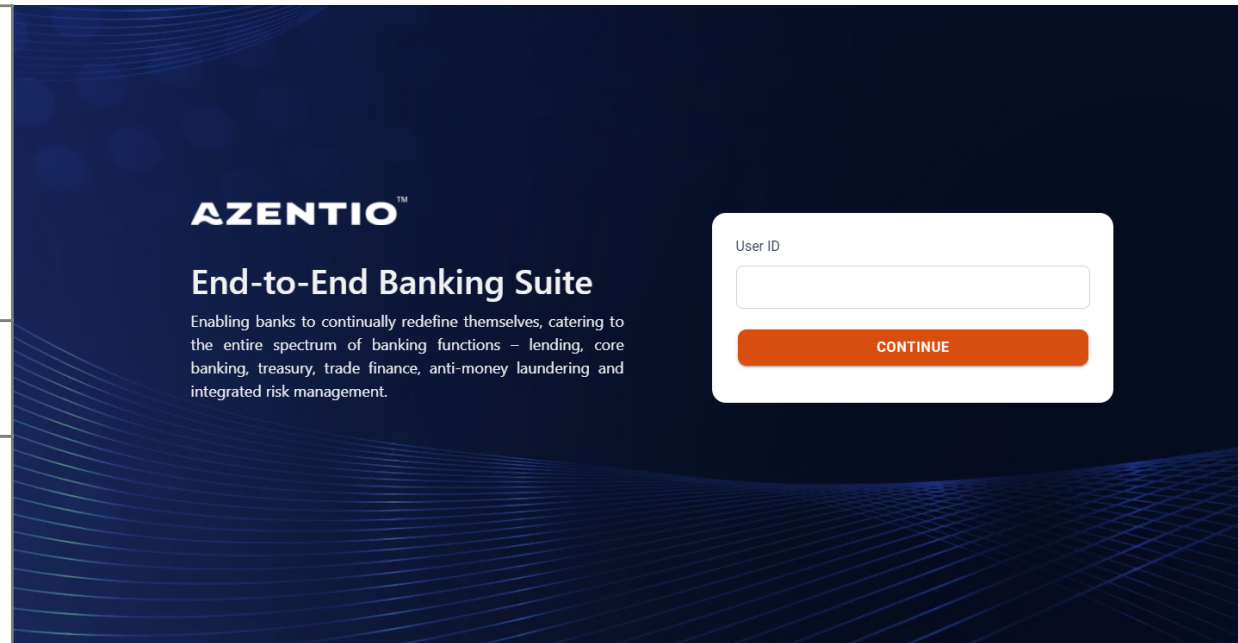 AZENTIO™
End-to-End Banking Suite
Enabling banks to continually redefine themselves, catering to
the entire spectrum of banking functions – lending, core
banking, treasury, trade finance, anti-money laundering and
integrated risk management.
User ID
CONTINUE